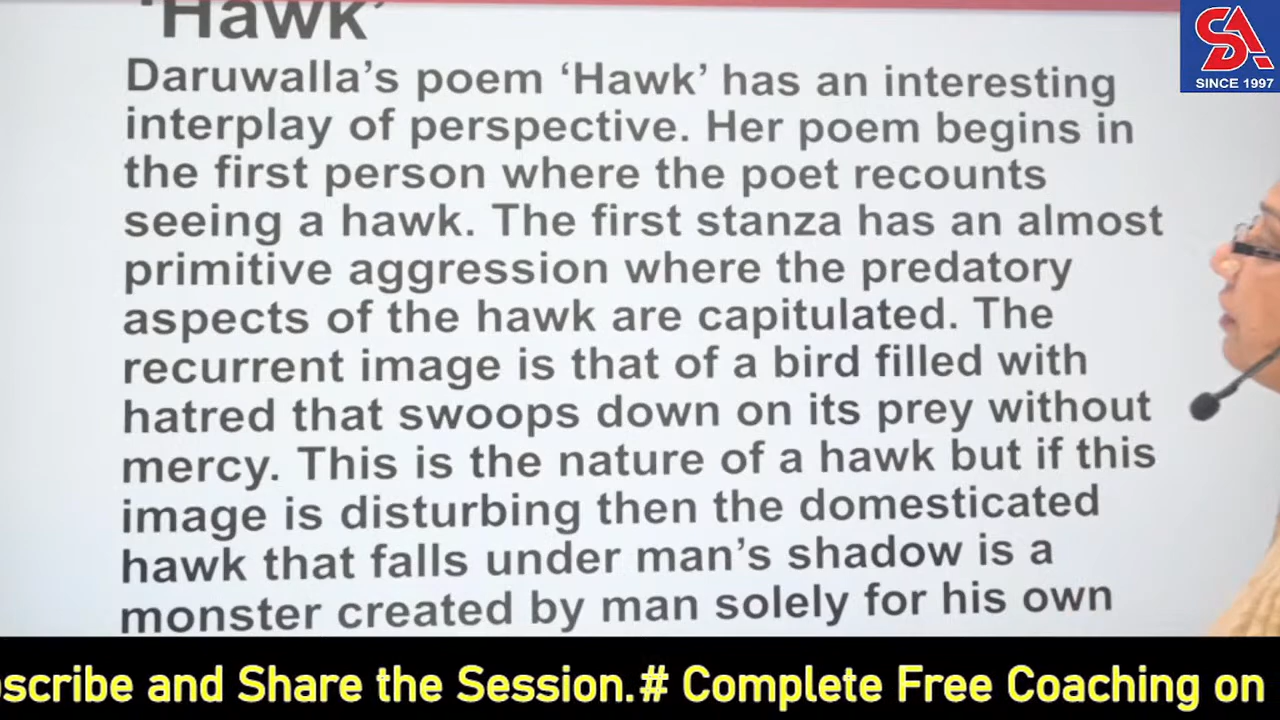 'Hawk'
Daruwalla's poem 'Hawk' has an interesting
interplay of perspective. Her poem begins in
the first person where the poet recounts
seeing a hawk. The first stanza has an almost
primitive aggression where the predatory
aspects of the hawk are capitulated. The
recurrent image is that of a bird filled with
hatred that swoops down on its prey without
mercy. This is the nature of a hawk but if this
image is disturbing then the domesticated
hawk that falls under man's shadow is a
monster created by man solely for his own
SA
SINCE 1997
bscribe and Share the Session.# Complete Free Coaching on